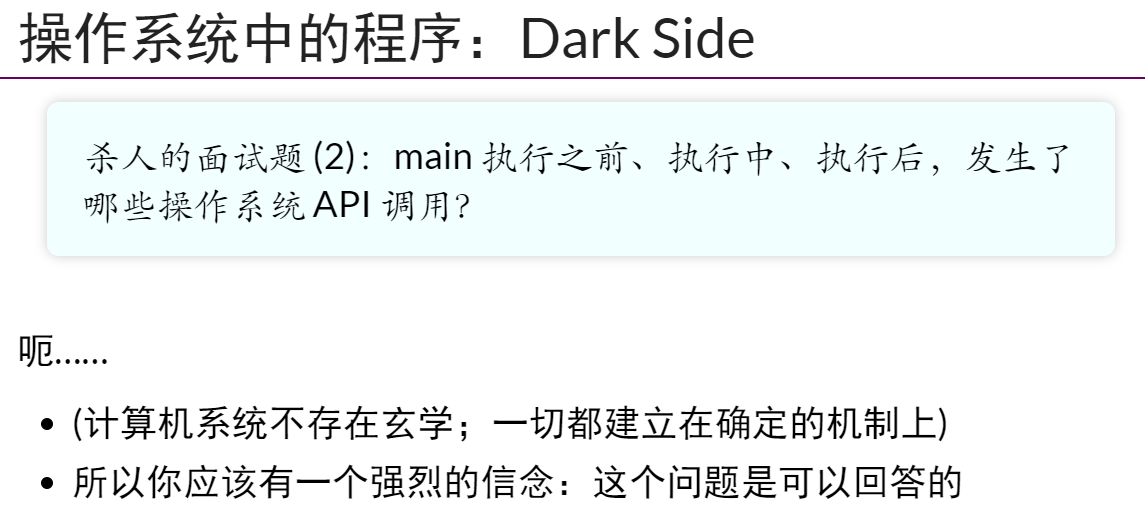 操作系统中的程序：Dark Side
杀人的面试题 (2)：main 执行之前、执行中、执行后，发生了
哪些操作系统 API 调用？
呃……
(计算机系统不存在玄学；一切都建立在确定的机制上)
所以你应该有一个强烈的信念：这个问题是可以回答的